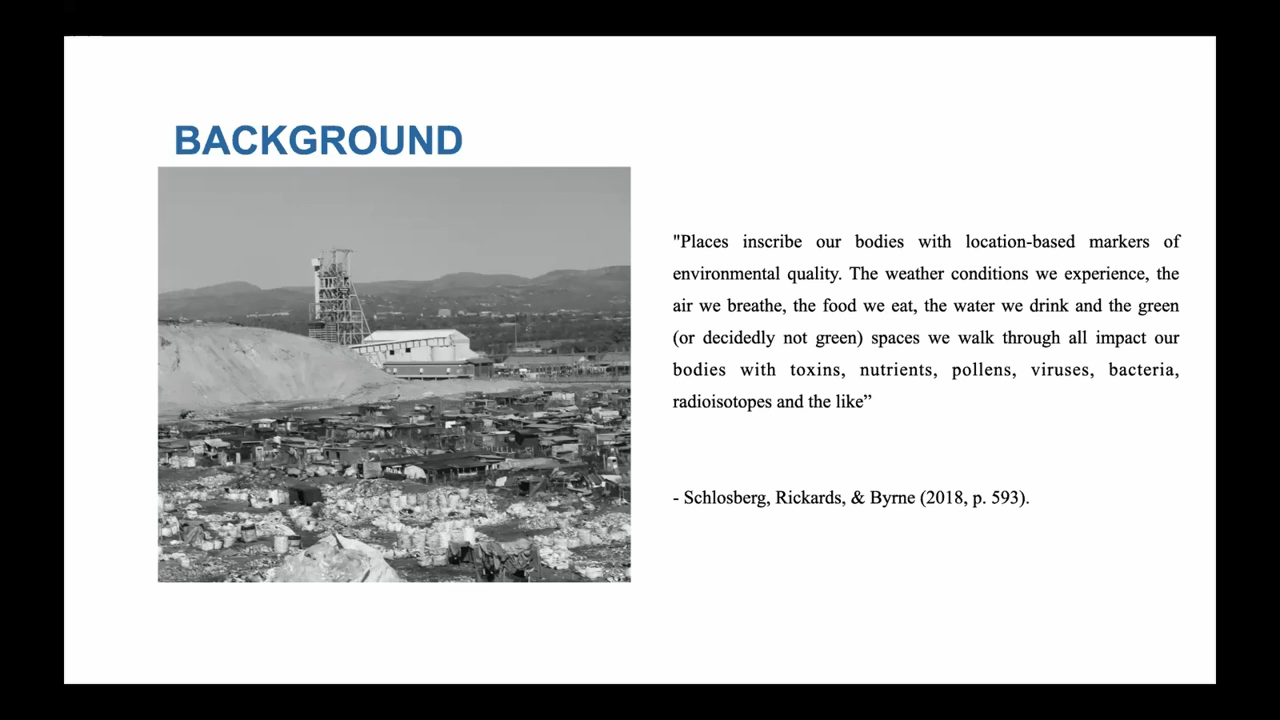 BACKGROUND
"Places inscribe our bodies with location-based markers of
environmental quality. The weather conditions we experience, the
air we breathe, the food we eat, the water we drink and the green
(or decidedly not green) spaces we walk through all impact our
bodies with toxins, nutrients, pollens, viruses, bacteria,
radioisotopes and the like”
- Schlosberg, Rickards, & Byrne (2018, p. 593).